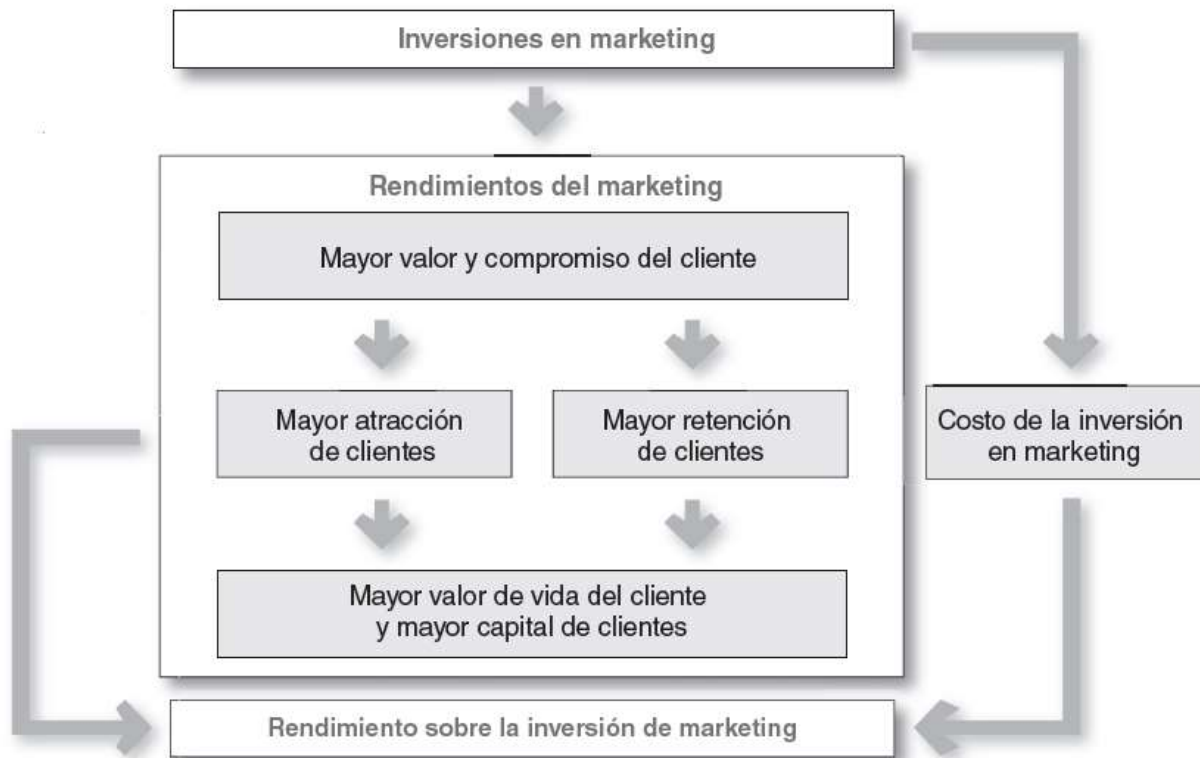 Inversiones en marketing
Rendimientos del marketing
Mayor valor y compromiso del cliente
Mayor atracción
de clientes
Mayor retención
de clientes
Costo de la inversión
en marketing
Mayor valor de vida del cliente
y mayor capital de clientes
Rendimiento sobre la inversión de marketing